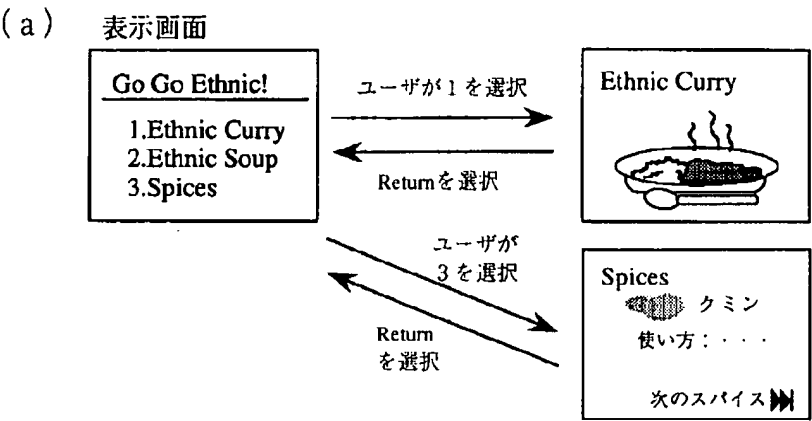 (a) 表示画面
Go Go Ethnic!
1.Ethnic Curry
2.Ethnic Soup
3.Spices
ユーザが1を選択
Returnを選択
Ethnic Curry
ユーザが
3を選択
Return
を選択
Spices
クミン
使い方:・・・
次のスパイス